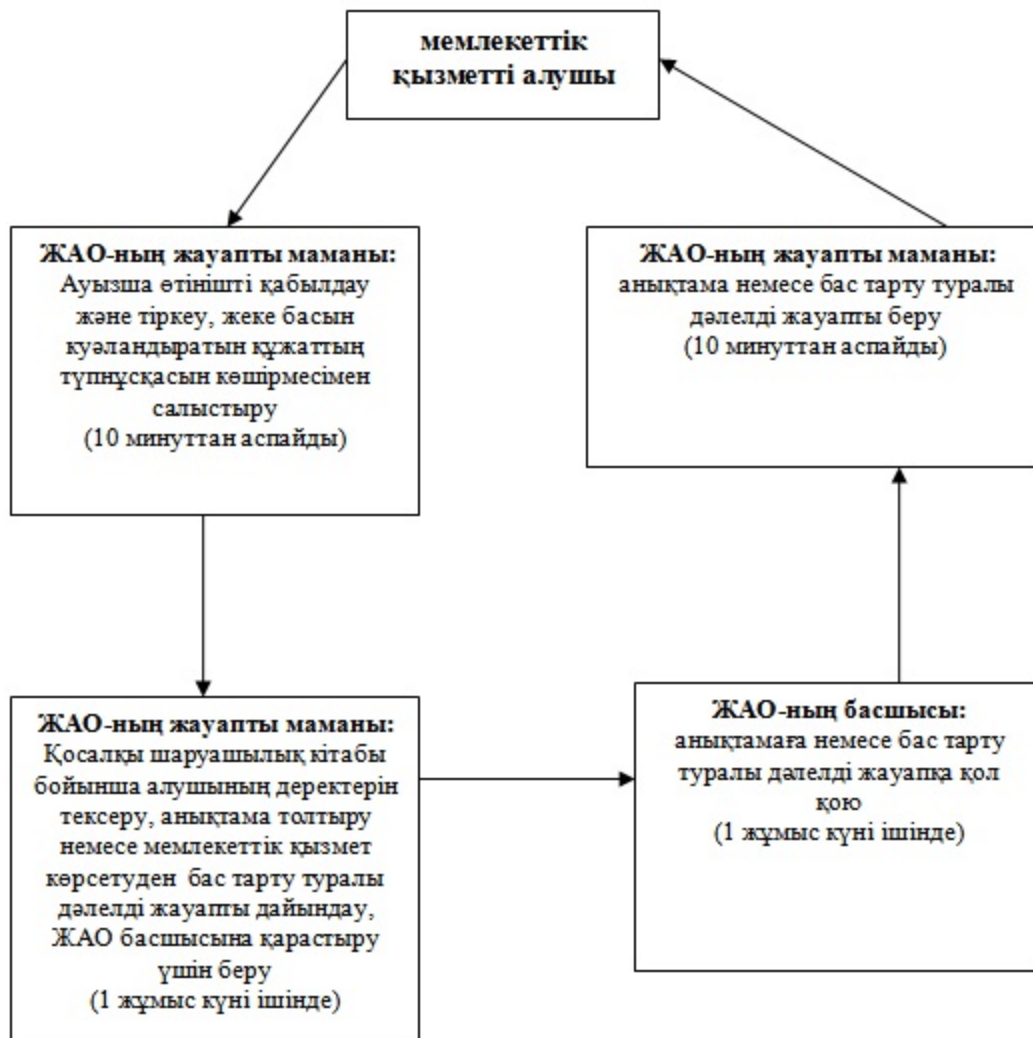 мемлекеттік
қызметті алушы
ЖАО-ның жауапты маманы:
Ауызша өтінішті қабылдау
және тіркеу, жеке басын
куәландыратын құжаттың
түпнұсқасын көшірмесімен
салыстыру
(10 минуттан аспайды)
ЖАО-ның жауапты маманы:
Қосалқы шаруашылық кітабы
бойынша алушының деректерін
тексеру, анықтама толтыру
немесе мемлекеттік қызмет
көрсетуден бас тарту туралы
дәлелді жауапты дайындау,
ЖАО басшысына қарастыру
үшін беру
(1 жұмыс күні ішінде)
ЖАО-ның басшысы:
анықтамаға немесе бас тарту
туралы дәлелді жауапқа қол
қою
(1 жұмыс күні ішінде)
ЖАО-ның жауапты маманы:
анықтама немесе бас тарту туралы
дәлелді жауапты беру
(10 минуттан аспайды)